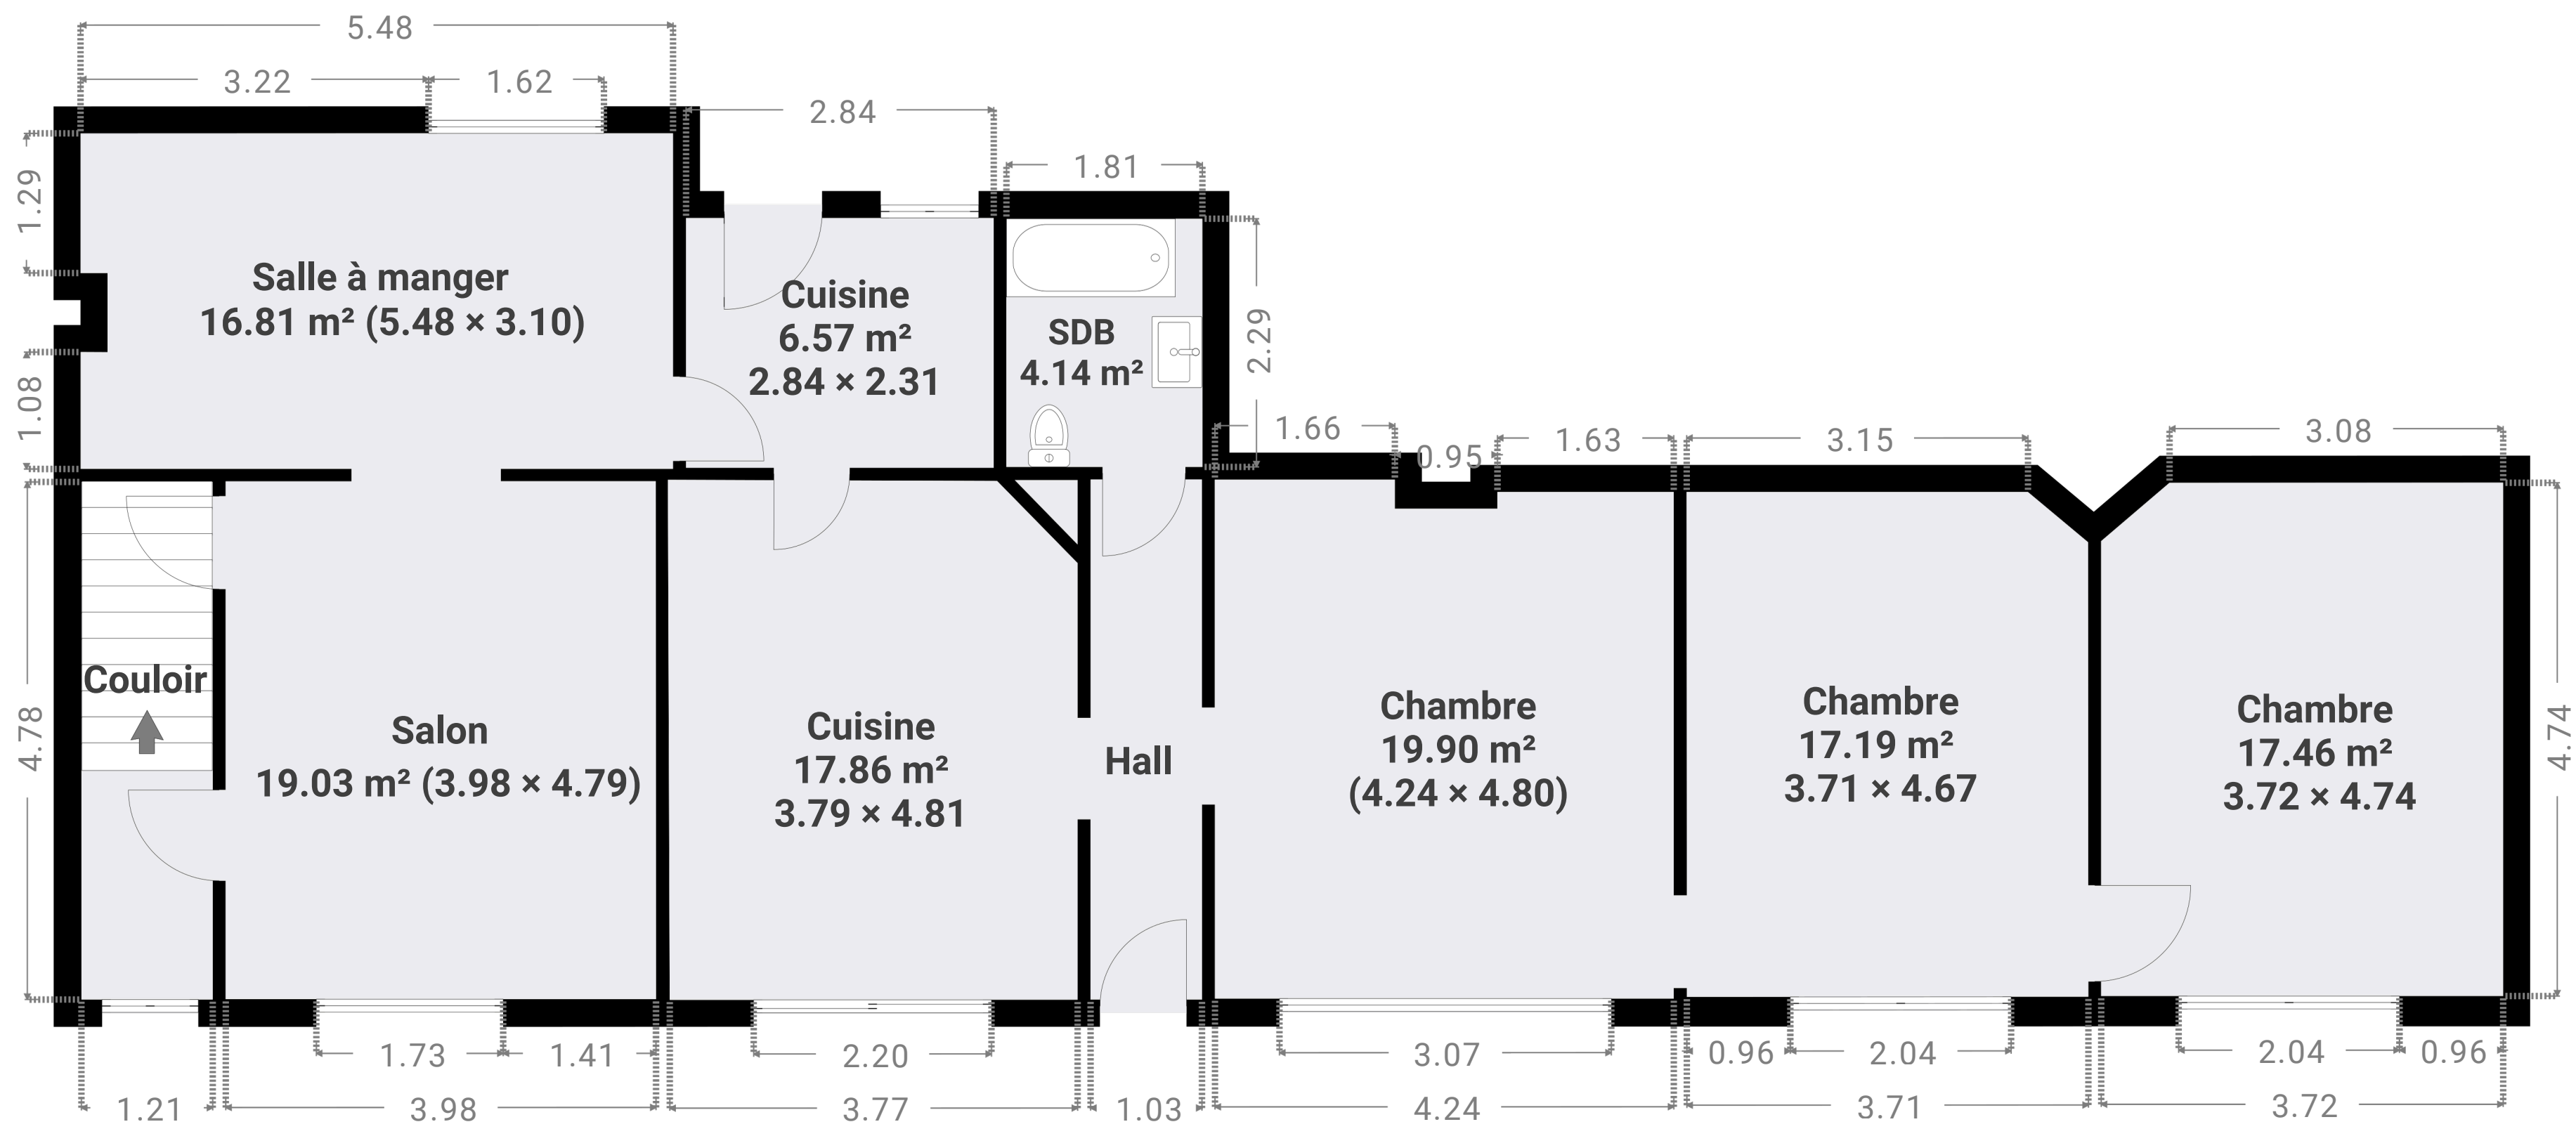 5.48
3.22
1.62
2.84
1.81
1.29
1.08
4.78
Salle à manger
16.81 m² (5.48 × 3.10)
Cuisine
6.57 m²
2.84 × 2.31
SDB
4.14 m²
2.29
1.66
0.95
1.63
3.15
3.08
4.74
Couloir
Salon
19.03 m² (3.98 × 4.79)
Cuisine
17.86 m²
3.79 × 4.81
Hall
Chambre
19.90 m²
(4.24 × 4.80)
Chambre
17.19 m²
3.71 × 4.67
Chambre
17.46 m²
3.72 × 4.74
1.73
1.41
2.20
3.07
0.96
2.04
2.04
0.96
1.21
3.98
3.77
1.03
4.24
3.71
3.72